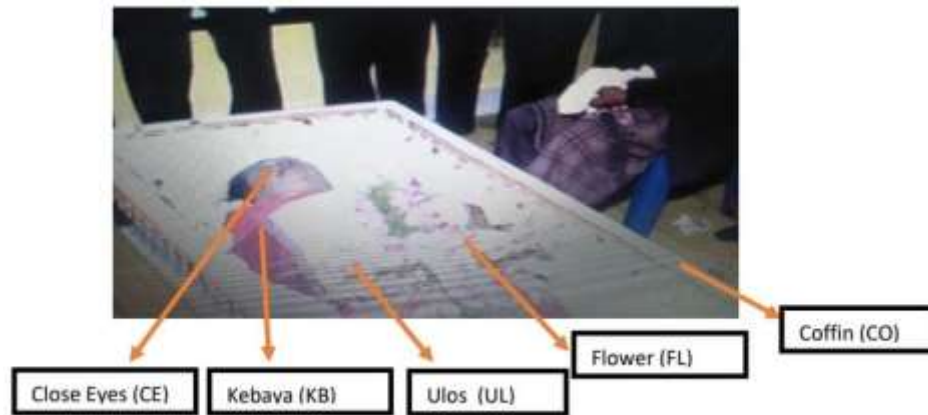 Coffin (CO)
Flower (FL)
Close Eyes (CE)
Kebaya (KB)
Ulos (UL)